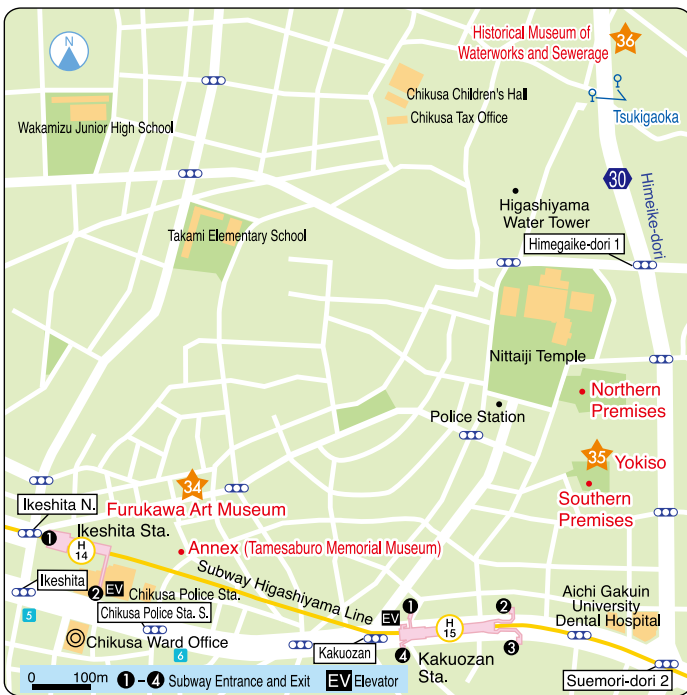 Historical Museum of
Waterworks and Sewerage
36
N
Chikusa Children's Hall
Chikusa Tax Office
Tsukigaoka
Wakamizu Junior High School
30
Himeike-dori
Higashiyama
Water Tower
Himegaike-dori 1
Takami Elementary School
Nittaiji Temple
Northern
Premises
Police Station
35
Yokiso
Southern
Premises
34
Furukawa Art Museum
Ikeshita N.
Ikeshita Sta.
1
H
14
Annex (Tamesaburo Memorial Museum)
Subway Higashiyama Line
Ikeshita
2
EV
Chikusa Police Sta.
Chikusa Police Sta. S.
5
Chikusa Ward Office
6
EV
1
2
H
15
4
3
Kakuozan
Kakuozan
Sta.
Aichi Gakuin
University
Dental Hospital
Suemori-dori 2
0 100m
1 – 4 Subway Entrance and Exit
EV Elevator